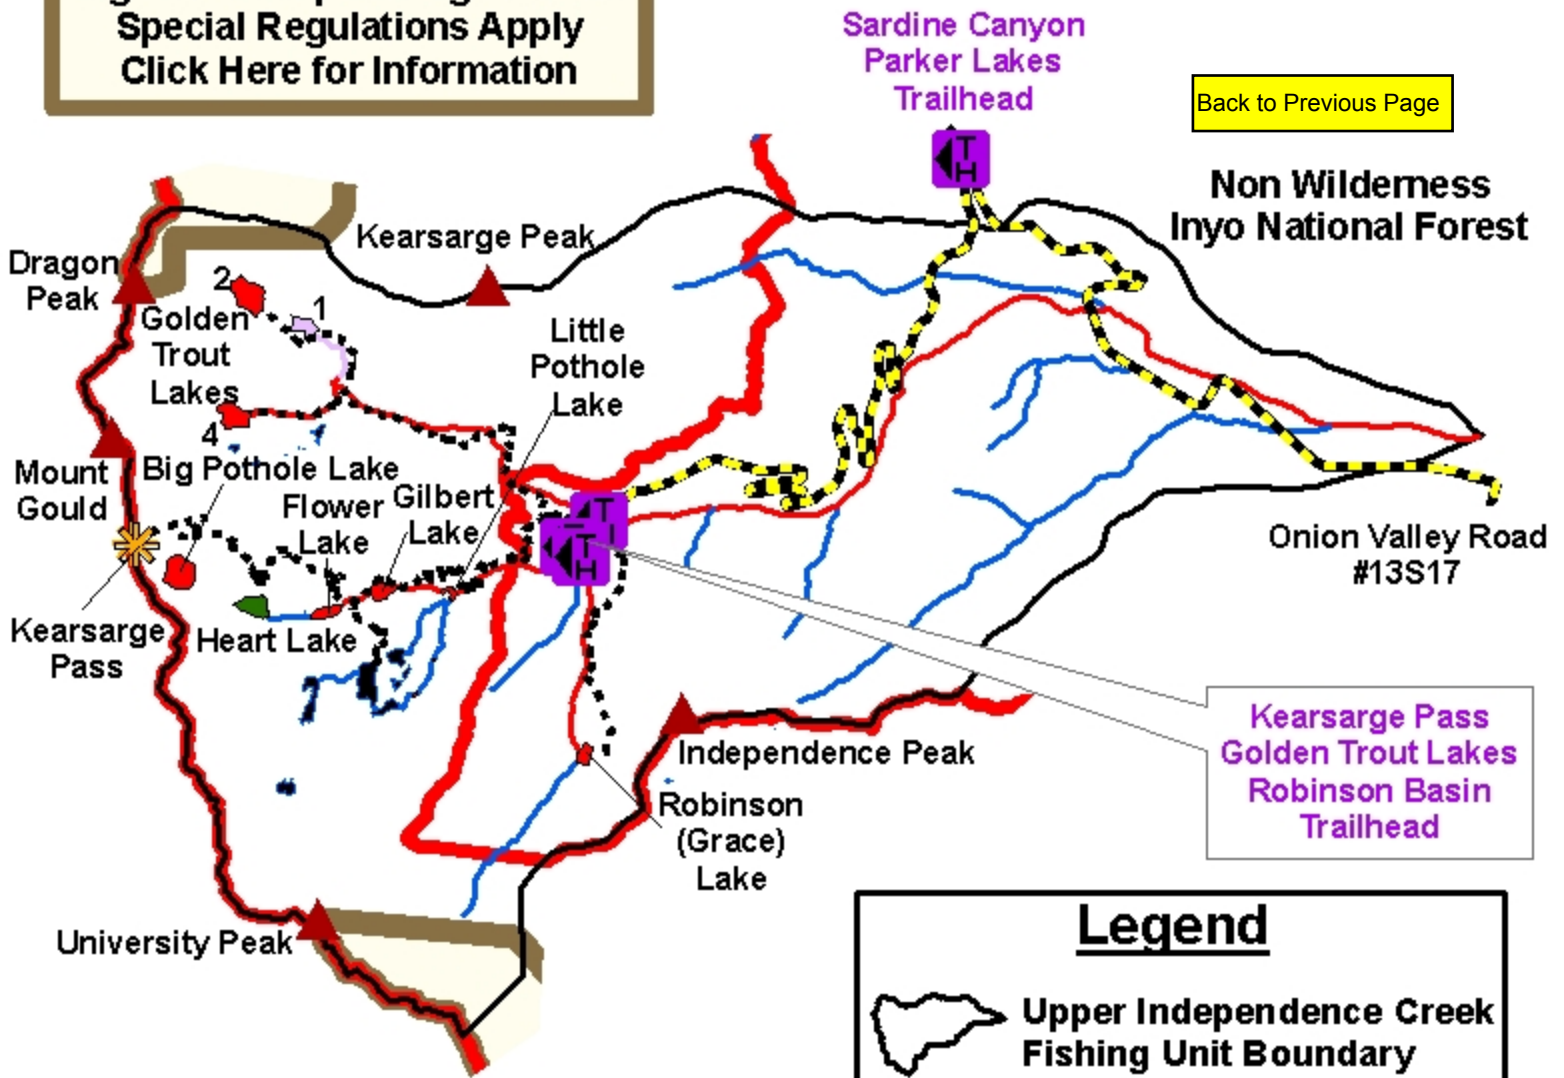 Special Regulations Apply
Click Here for Information
Sardine Canyon
Parker Lakes
Trailhead
T
H
Back to Previous Page
Non Wilderness
Inyo National Forest
Kearsarge Peak
Dragon
Peak
2
1
Golden
Trout
Lakes
4
Little
Pothole
Lake
Mount
Gould
Big Pothole Lake
Flower
Lake
Gilbert
Lake
T
T
H
Onion Valley Road
#13S17
Kearsarge
Pass
Heart Lake
Independence Peak
Kearsarge Pass
Golden Trout Lakes
Robinson Basin
Trailhead
Robinson
(Grace)
Lake
University Peak
Legend
Upper Independence Creek
Fishing Unit Boundary